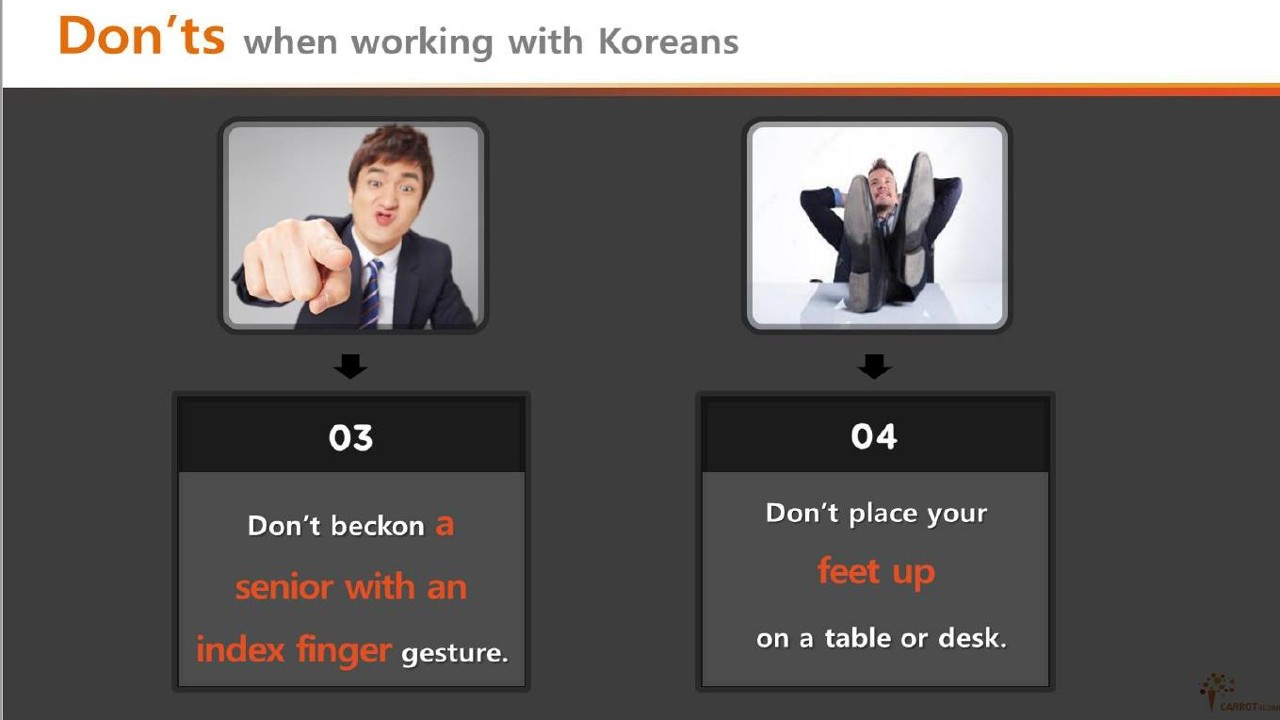 Don'ts when working with Koreans
03
Don't beckon a
senior with an
index finger gesture.
04
Don't place your
feet up
on a table or desk.
CARROT